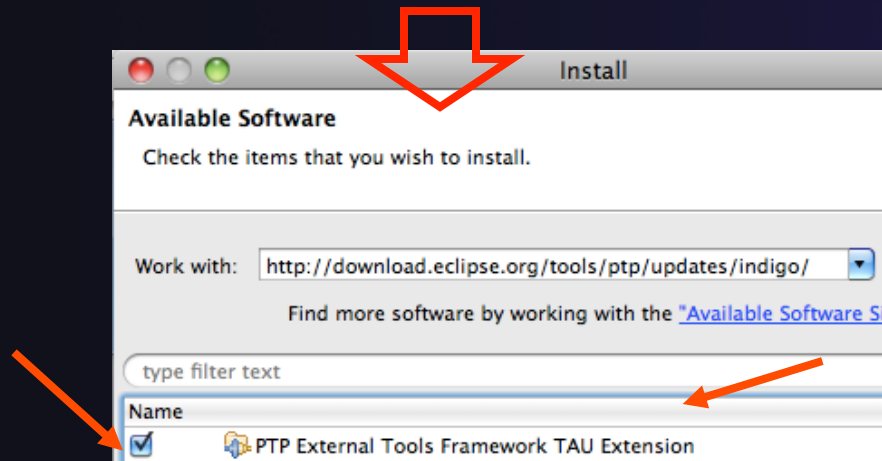 Install
Available Software
Check the items that you wish to install.
Work with: http://download.eclipse.org/tools/ptp/updates/indigo/
Find more software by working with the "Available Software
type filter text
Name
PTP External Tools Framework TAU Extension